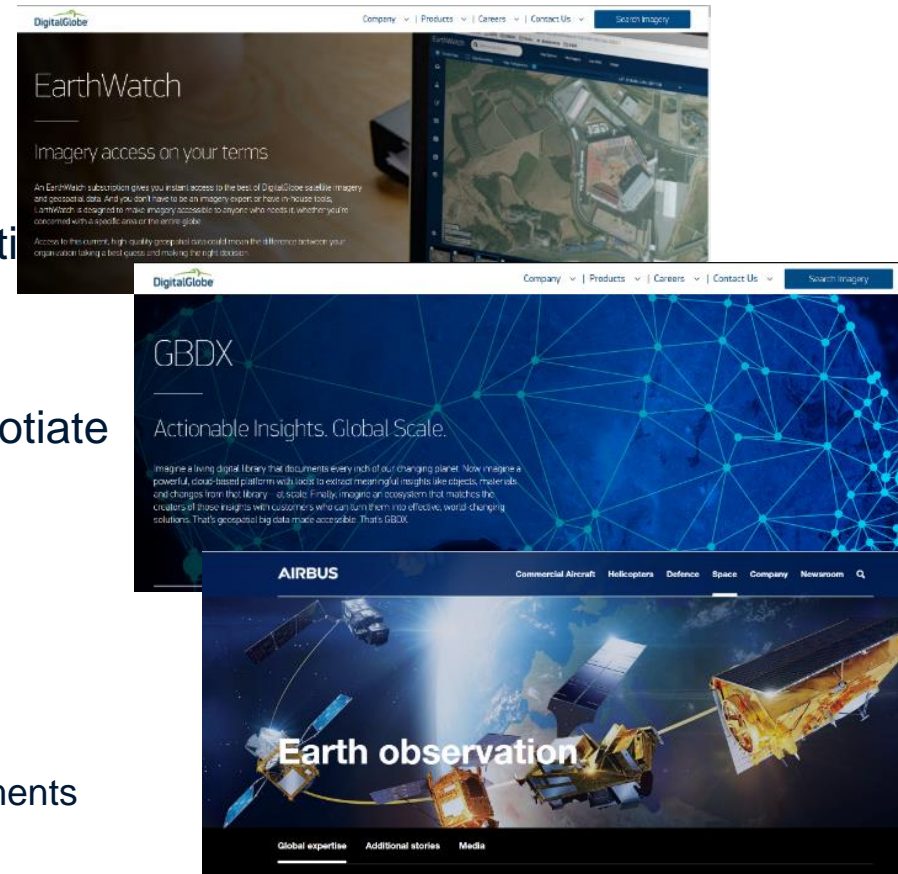 DigitalGlobe
Company | Products | Careers | Contact Us
Search Imagery
EarthWatch
Imagery access on your terms
An EarthWatch subscription gives you instant access to the best of DigitalGlobe satellite imagery
and geospatial data. And you don't have to be an imagery expert or have in-house tools,
EarthWatch is designed to make imagery accessible to anyone who needs it, whether you're
concerned with a specific area or the entire globe.
Access to this current, high-quality geospatial data could mean the difference between your
organization taking a best guess and making the right decision.
ti
DigitalGlobe
Company | Products | Careers | Contact Us
Search Imagery
GBDX
Actionable Insights. Global Scale.
Imagine a living digital library that documents every inch of our changing planet. Now imagine a
powerful, cloud-based platform with tools to extract meaningful insights like objects, materials
and changes from that library – at scale. Finally, imagine an ecosystem that matches the
creators of those insights with customers who can turn them into effective, world-changing
solutions. That's geospatial big data made accessible. That's GBDX.
otiate
AIRBUS
Commercial Aircraft Helicopters Defence Space Company Newsroom
Earth observation
ments
Global expertise Additional stories Media